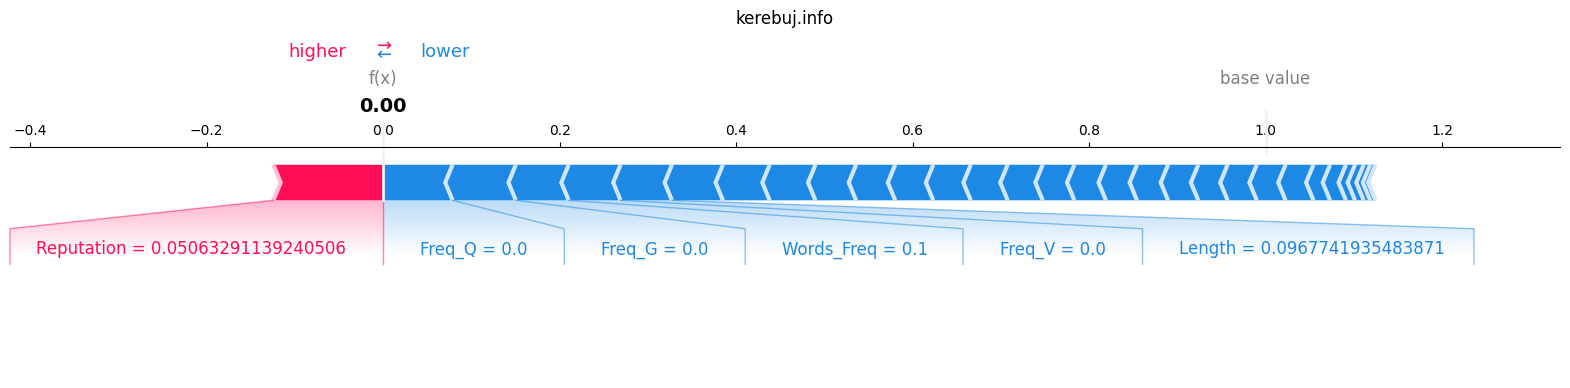 kerebuj.info
higher → lower
←
f(x) base value
0.00
−0.4 −0.2 0.0 0.2 0.4 0.6 0.8 1.0 1.2
Reputation = 0.05063291139240506 Freq_Q = 0.0 Freq_G = 0.0 Words_Freq = 0.1 Freq_V = 0.0 Length = 0.0967741935483871